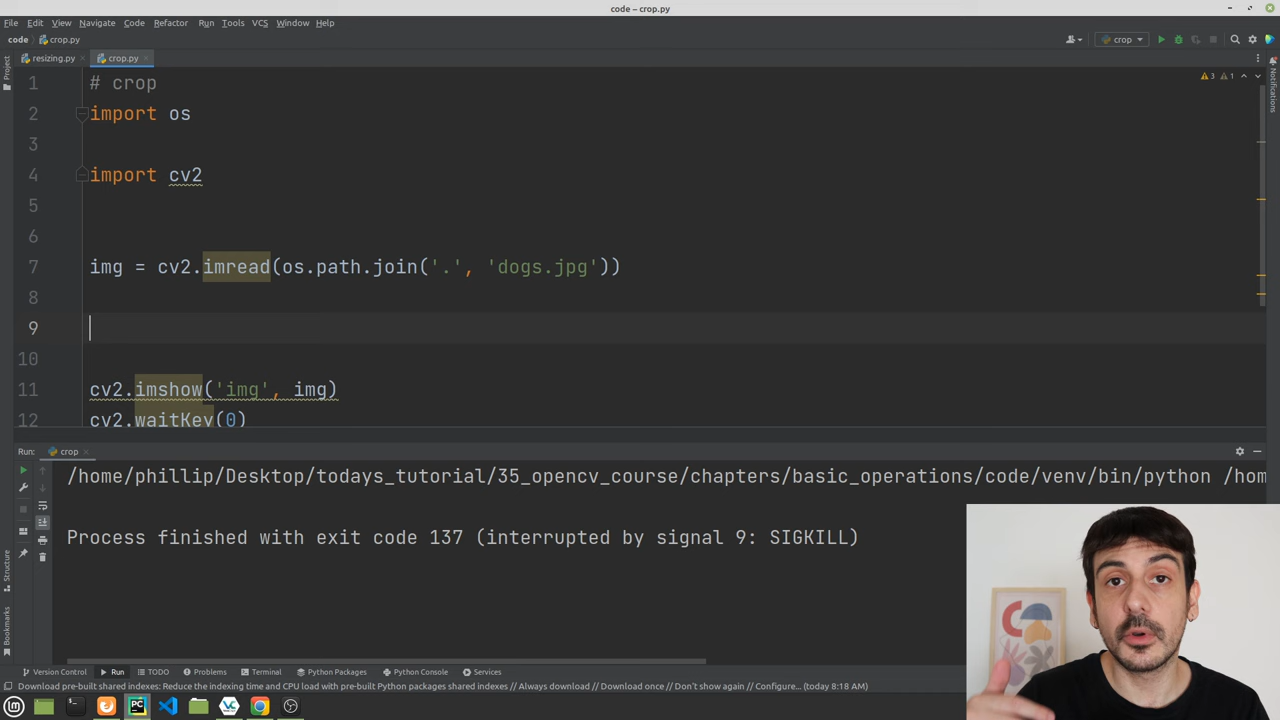 code – crop.py
File Edit View Navigate Code Refactor Run Tools VCS Window Help
code crop.py crop
resizing.py crop.py
Project
Notifications
3 1
1 # crop
2 import os
3
4 import cv2
5
6
7 img = cv2.imread(os.path.join('.', 'dogs.jpg'))
8
9
10
11 cv2.imshow('img', img)
12 cv2.waitKey(0)
Run: crop
/home/phillip/Desktop/todays_tutorial/35_opencv_course/chapters/basic_operations/code/venv/bin/python /hom
Process finished with exit code 137 (interrupted by signal 9: SIGKILL)
Structure
Bookmarks
Version Control Run TODO Problems Terminal Python Packages Python Console Services
Download pre-built shared indexes: Reduce the indexing time and CPU load with pre-built Python packages shared indexes // Always download // Download once // Don't show again // Configure... (today 8:18 AM)